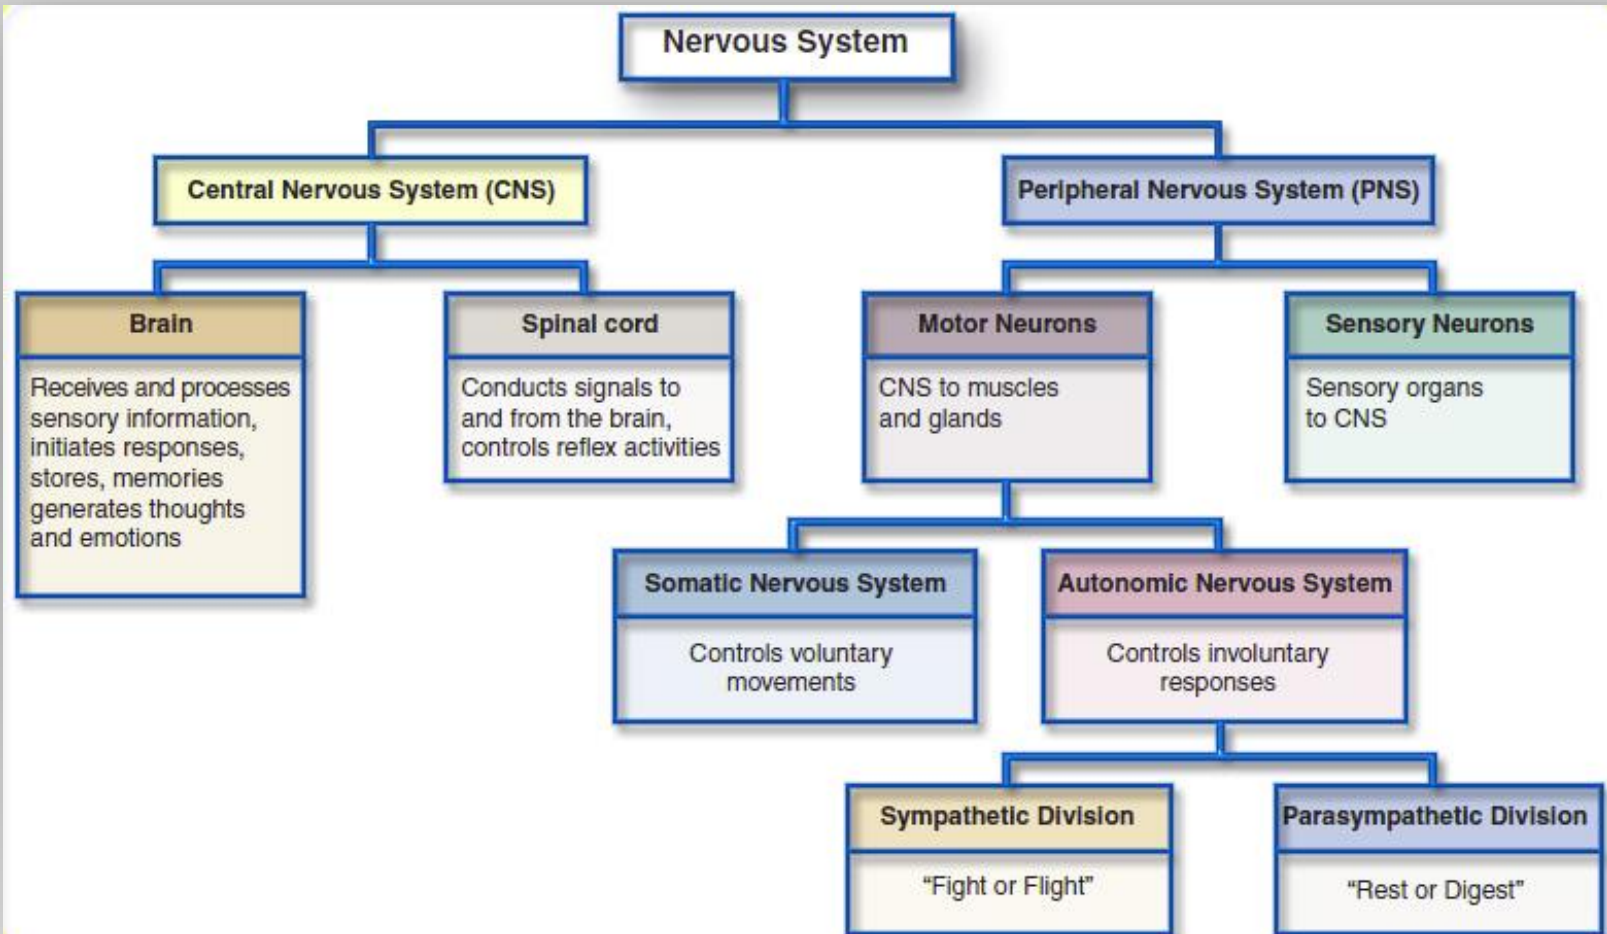 Nervous System
Central Nervous System (CNS)
Peripheral Nervous System (PNS)
Brain
Receives and processes
sensory information,
initiates responses,
stores, memories
generates thoughts
and emotions
Spinal cord
Conducts signals to
and from the brain,
controls reflex activities
Motor Neurons
CNS to muscles
and glands
Sensory Neurons
Sensory organs
to CNS
Somatic Nervous System
Controls voluntary
movements
Autonomic Nervous System
Controls involuntary
responses
Sympathetic Division
“Fight or Flight”
Parasympathetic Division
“Rest or Digest”